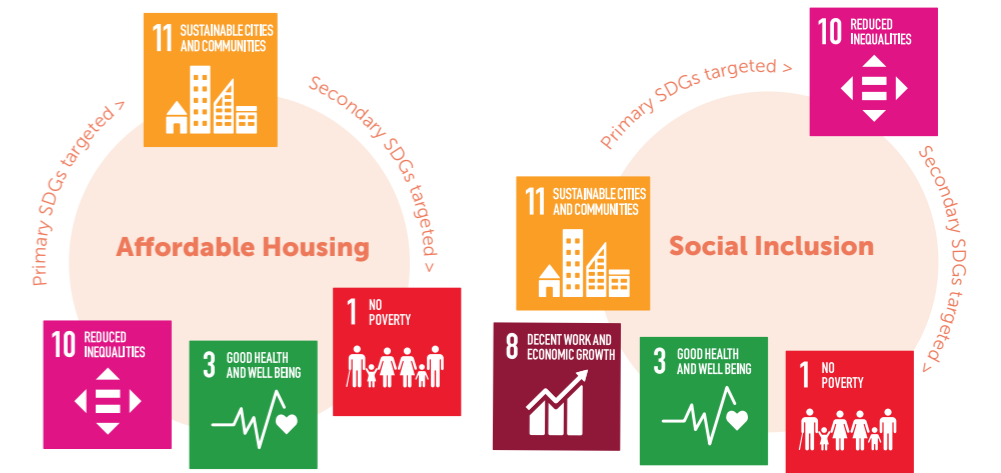 11 SUSTAINABLE CITIES
AND COMMUNITIES
Primary SDGs targeted >
Secondary SDGs targeted >
Affordable Housing
1 NO
POVERTY
10 REDUCED
INEQUALITIES
3 GOOD HEALTH
AND WELL BEING
10 REDUCED
INEQUALITIES
Primary SDGs targeted >
Secondary SDGs targeted >
11 SUSTAINABLE CITIES
AND COMMUNITIES
Social Inclusion
8 DECENT WORK AND
ECONOMIC GROWTH
3 GOOD HEALTH
AND WELL BEING
1 NO
POVERTY